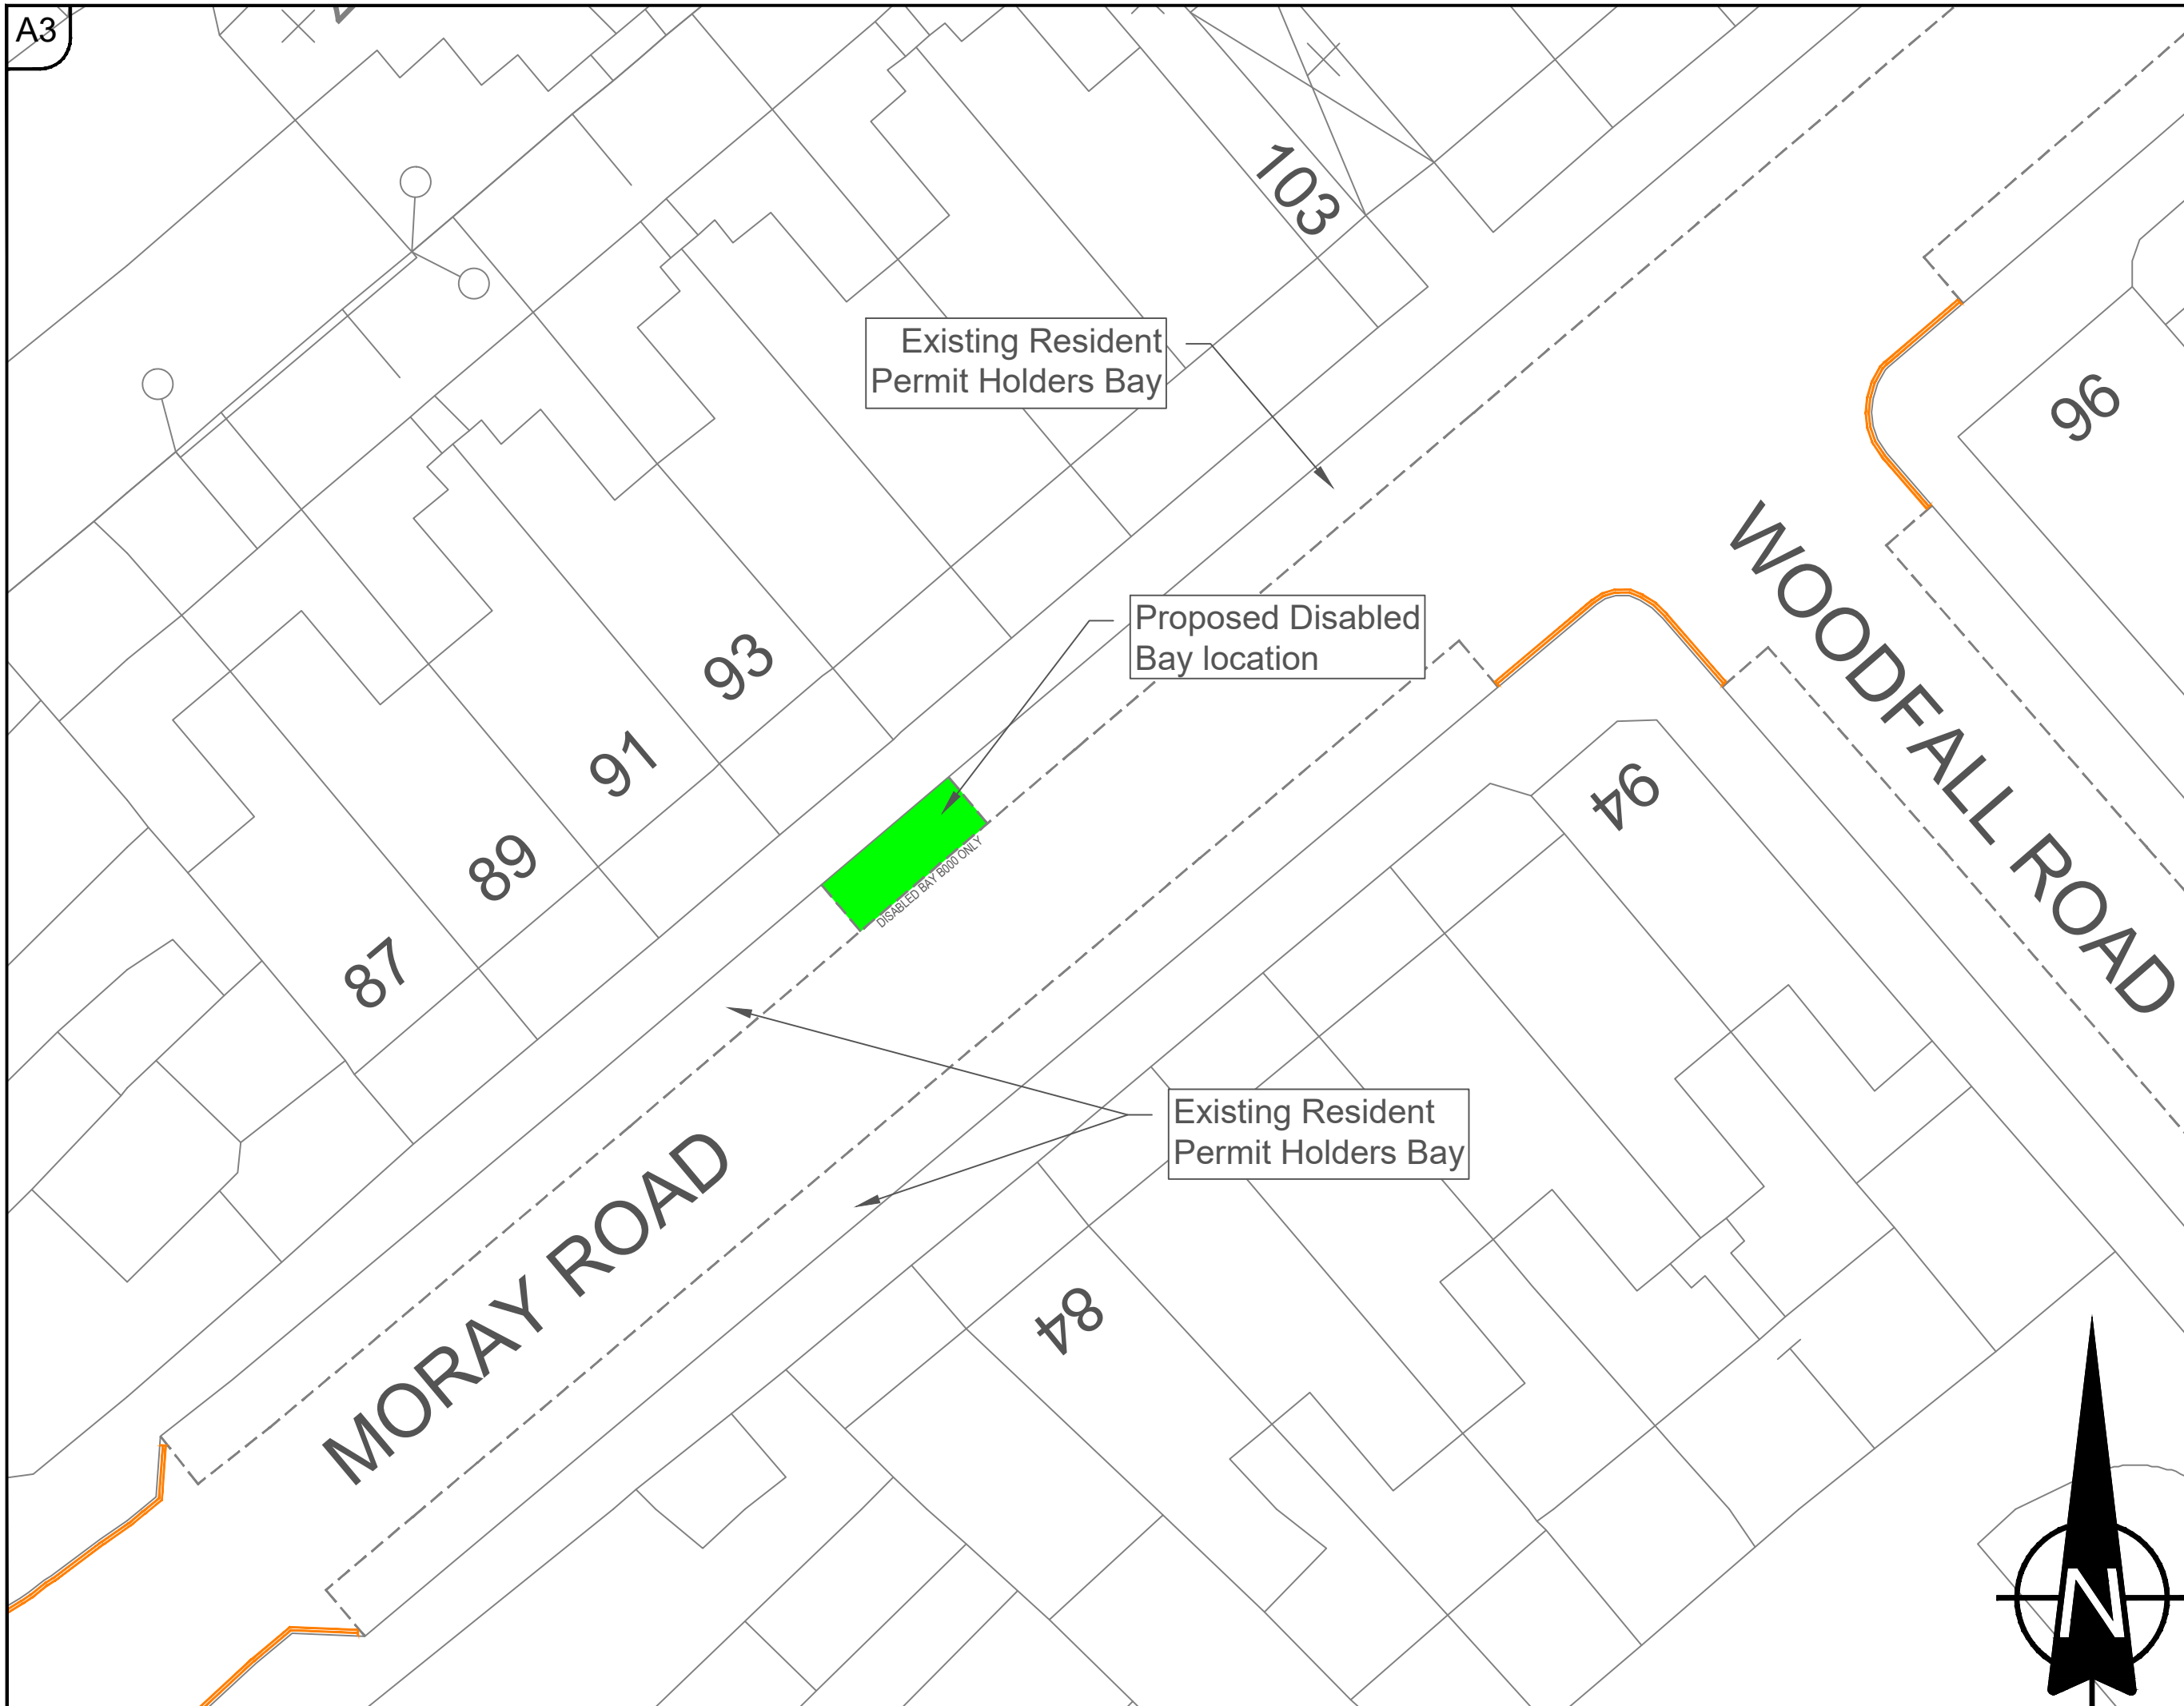 A3
103
Existing Resident
Permit Holders Bay
96
WOODFALL ROAD
Proposed Disabled
Bay location
93
91
89
87
94
DISABLED BAY B000 ONLY
Existing Resident
Permit Holders Bay
MORAY ROAD
84
N